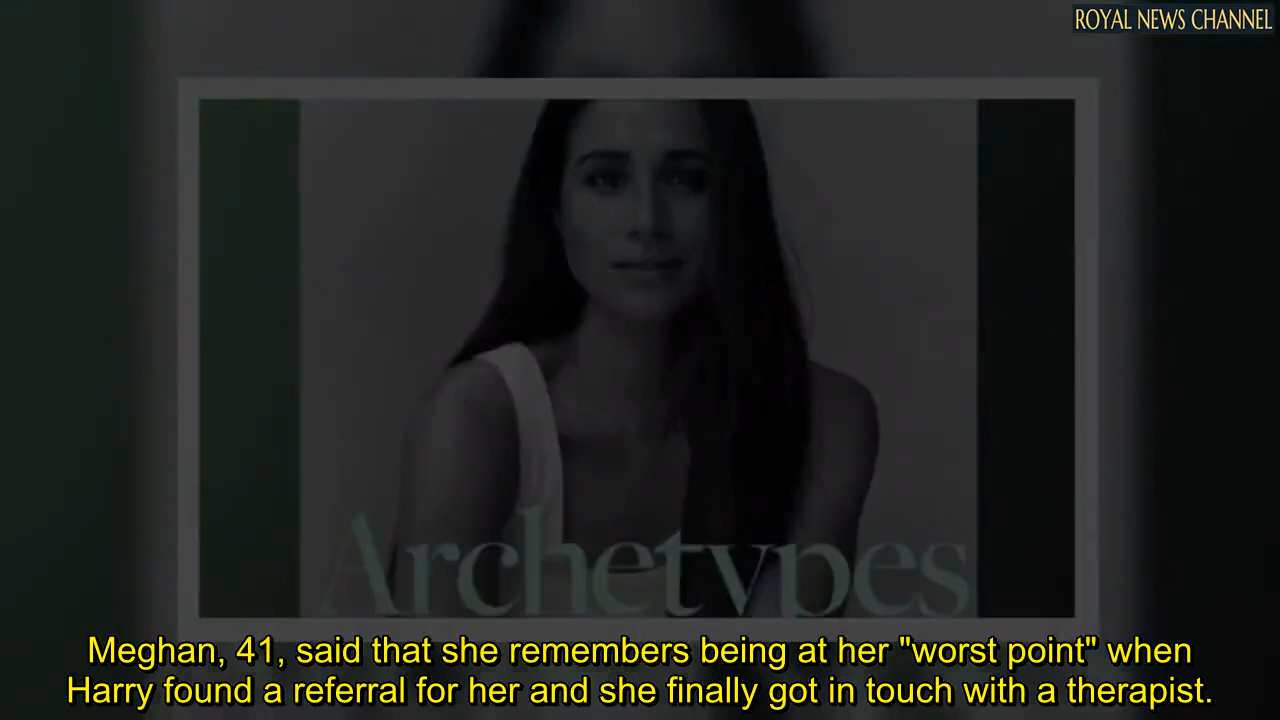 ROYAL NEWS CHANNEL
Archetypes
Meghan, 41, said that she remembers being at her "worst point" when
Harry found a referral for her and she finally got in touch with a therapist.